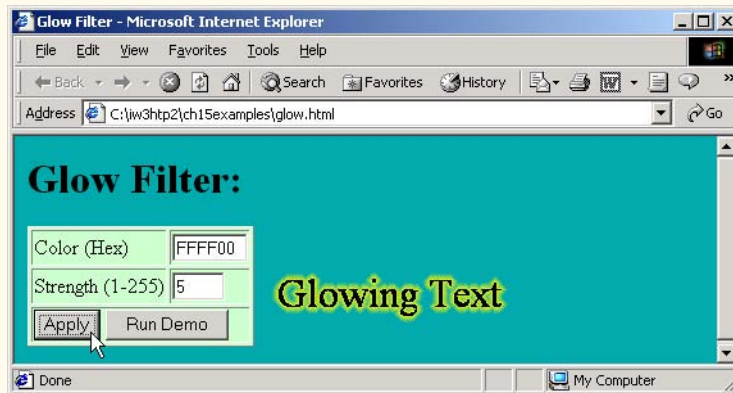 Glow Filter - Microsoft Internet Explorer
File Edit View Favorites Tools Help
Back Search Favorites History »
Address C:\iw3htp2\ch15examples\glow.html Go
Glow Filter:
Color (Hex) FFFF00
Strength (1-255) 5
Glowing Text
Apply Run Demo
Done My Computer